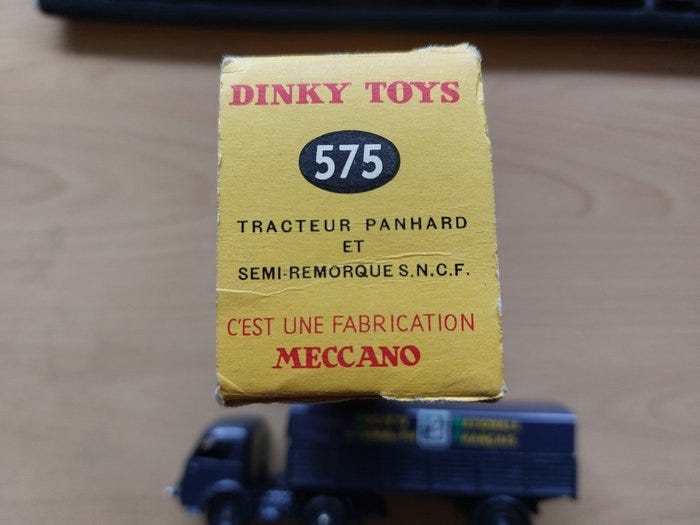 DINKY TOYS
575
TRACTEUR PANHARD
ET
SEMI-REMORQUE S.N.C.F.
C'EST UNE FABRICATION
MECCANO